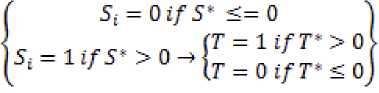 S_i = 0 if S* ≤= 0
S_i = 1 if S* > 0 → { T = 1 if T* > 0
T = 0 if T* ≤ 0